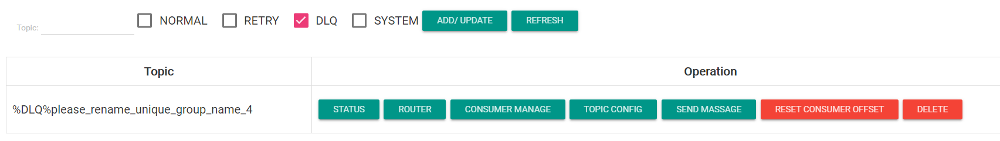 Topic: NORMAL RETRY DLQ SYSTEM ADD/ UPDATE REFRESH
Topic Operation
%DLQ%please_rename_unique_group_name_4 STATUS ROUTER CONSUMER MANAGE TOPIC CONFIG SEND MASSAGE RESET CONSUMER OFFSET DELETE